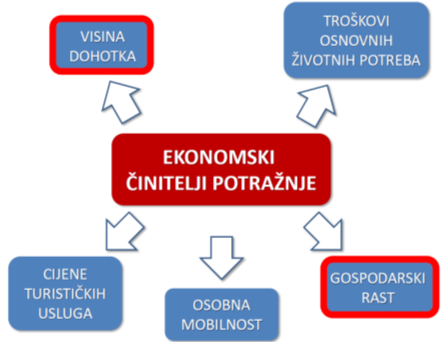 VISINA
DOHOTKA
TROŠKOVI
OSNOVNIH
ŽIVOTNIH POTREBA
EKONOMSKI
ČINITELJI POTRAŽNJE
CIJENE
TURISTIČKIH
USLUGA
OSOBNA
MOBILNOST
GOSPODARSKI
RAST